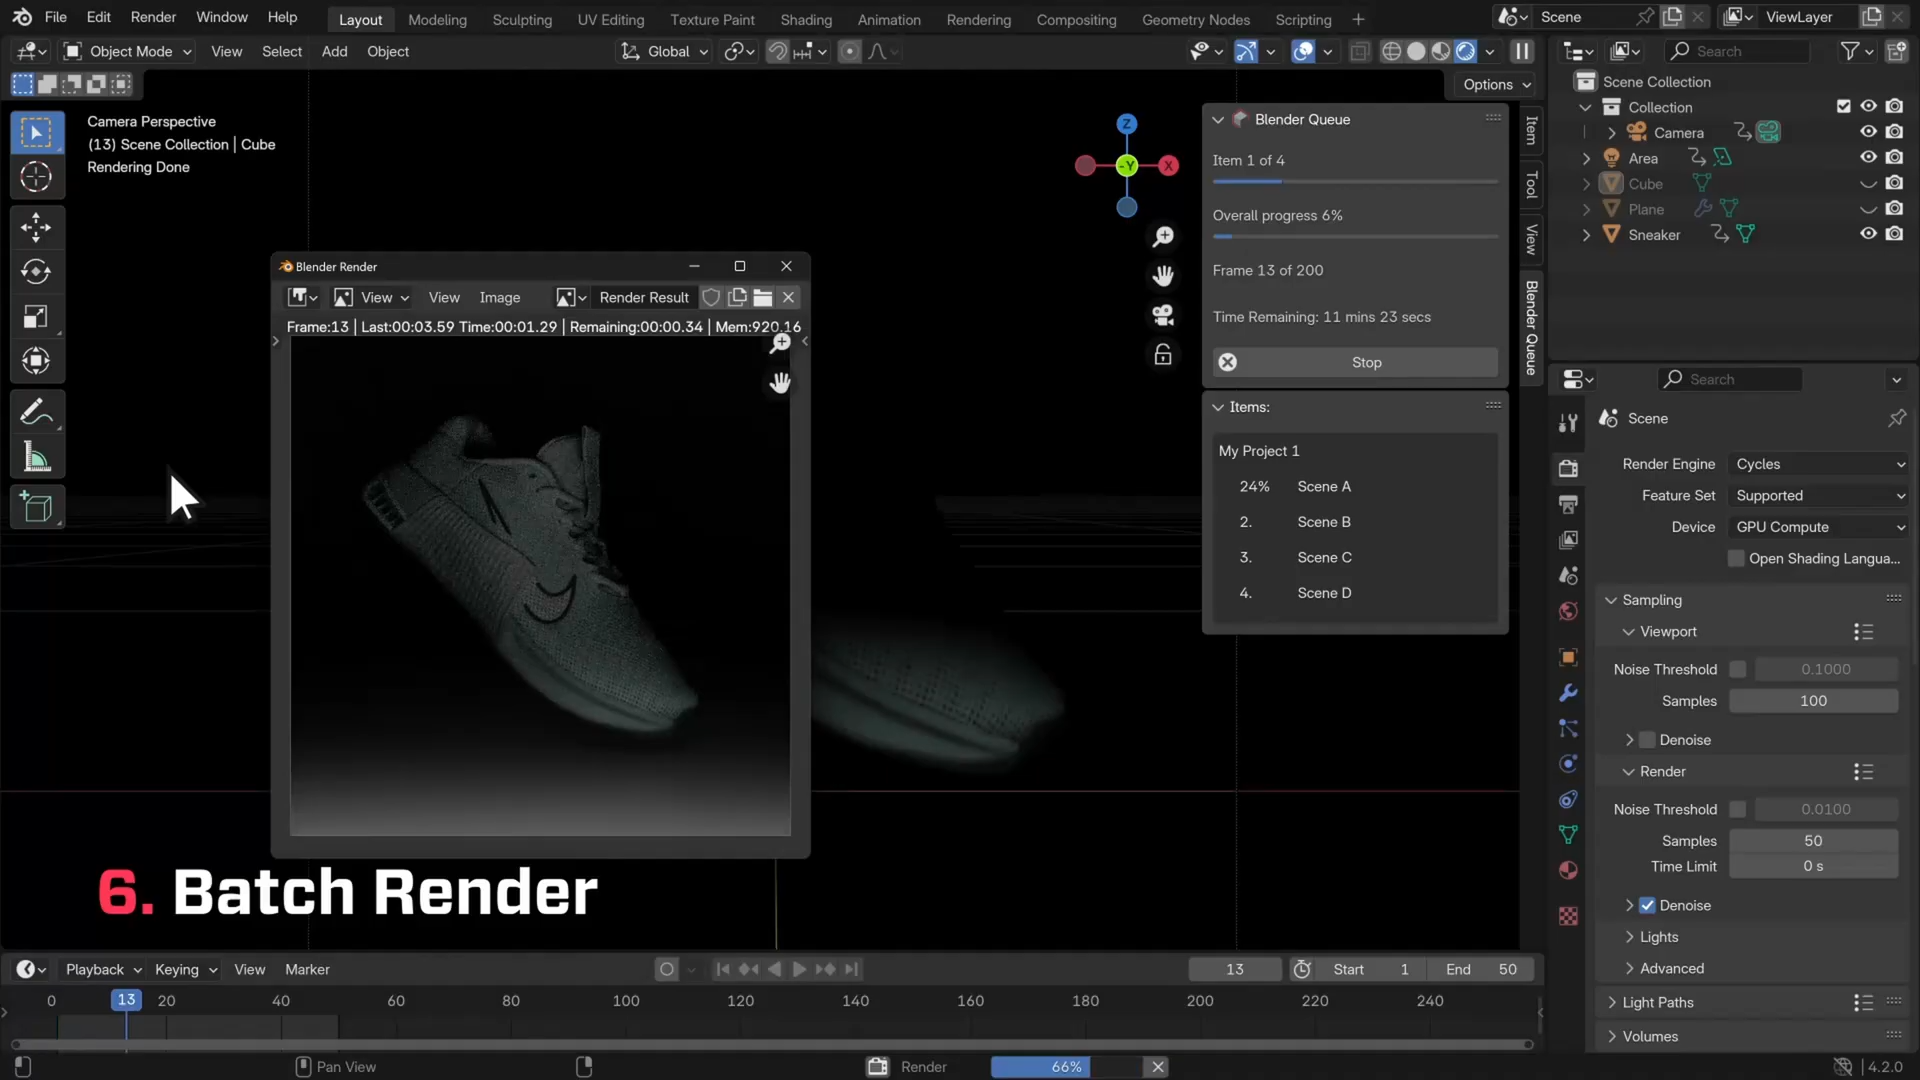 File Edit Render Window Help Layout Modeling Sculpting UV Editing Texture Paint Shading Animation Rendering Compositing Geometry Nodes Scripting + Scene ViewLayer
Object Mode View Select Add Object Global Search
Options
Camera Perspective
(13) Scene Collection | Cube
Rendering Done
Z
-Y
X
Blender Queue
Item 1 of 4
Overall progress 6%
Frame 13 of 200
Time Remaining: 11 mins 23 secs
Stop
Items:
My Project 1
24% Scene A
2. Scene B
3. Scene C
4. Scene D
Item
Tool
View
Blender Queue
Scene Collection
Collection
Camera
Area
Cube
Plane
Sneaker
Blender Render
View View Image Render Result
Frame:13 | Last:00:03.59 Time:00:01.29 | Remaining:00:00.34 | Mem:920.16
6. Batch Render
Search
Scene
Render Engine Cycles
Feature Set Supported
Device GPU Compute
Open Shading Langua...
Sampling
Viewport
Noise Threshold 0.1000
Samples 100
Denoise
Render
Noise Threshold 0.0100
Samples 50
Time Limit 0 s
Denoise
Lights
Advanced
Light Paths
Volumes
Playback Keying View Marker 13 Start 1 End 50
0 13 20 40 60 80 100 120 140 160 180 200 220 240
Pan View Render 66% 4.2.0